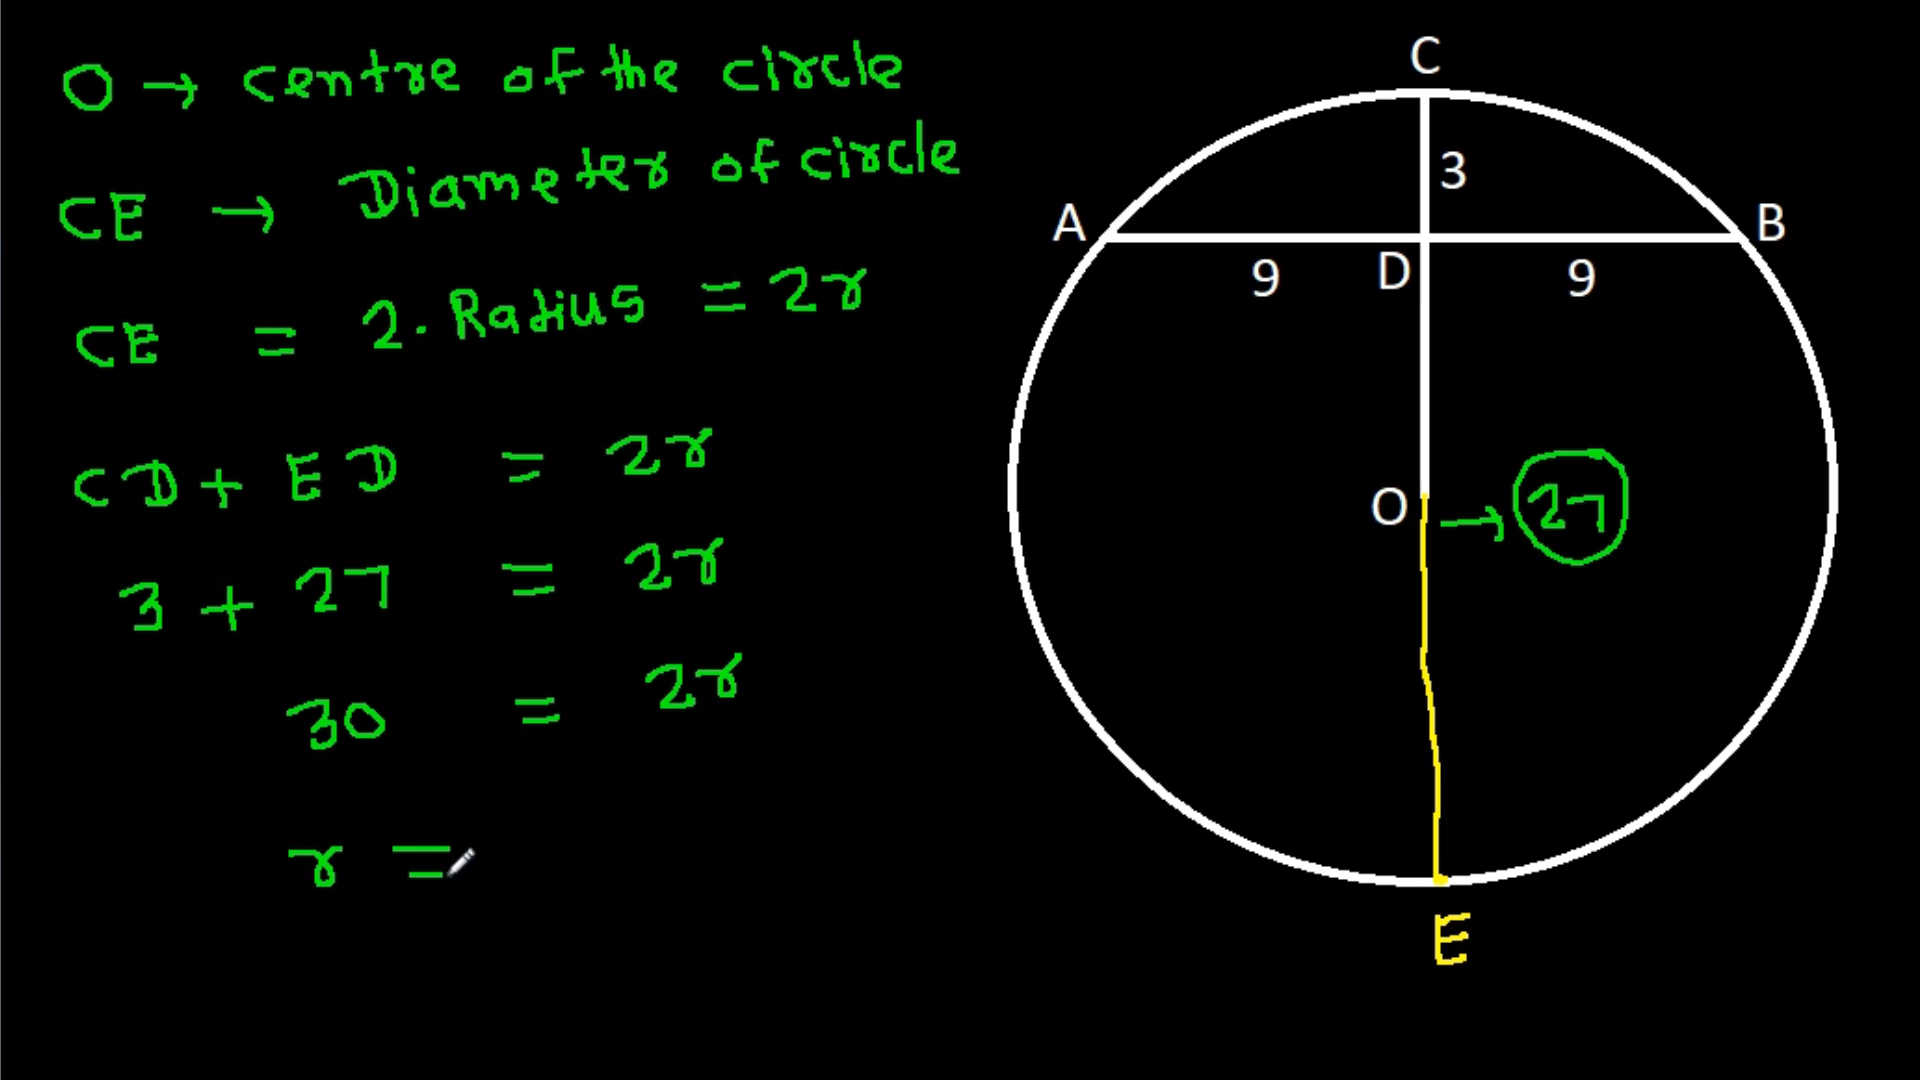 O → centre of the circle
CE → Diameter of circle
CE = 2. Radius = 2r
CD + ED = 2r
3 + 27 = 2r
30 = 2r
r =
C
3
A B
9 D 9
O → 27
E